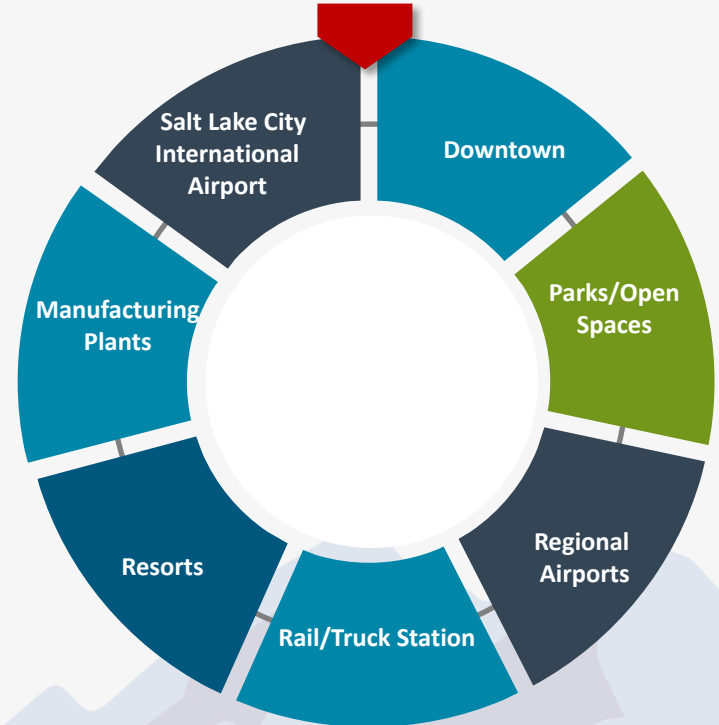 Salt Lake City
International
Airport
Downtown
Parks/Open
Spaces
Regional
Airports
Rail/Truck Station
Resorts
Manufacturing
Plants